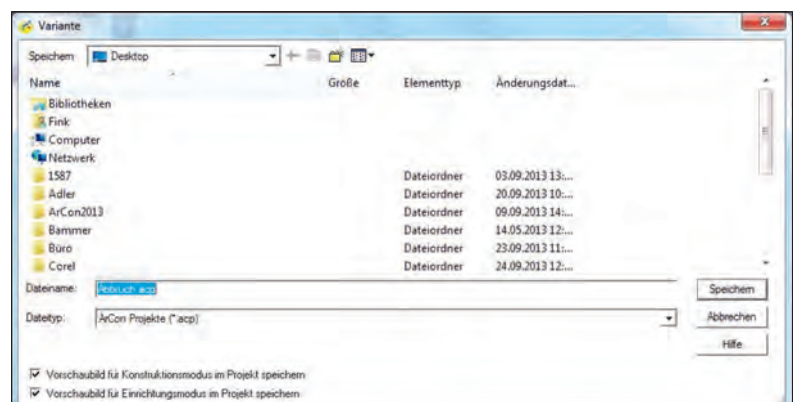 Variante
Speichern Desktop
Name Größe Elementtyp Änderungsdat...
Bibliotheken
Fink
Computer
Netzwerk
1587 Dateiordner 03.09.2013 13:...
Adler Dateiordner 20.09.2013 10:...
ArCon2013 Dateiordner 09.09.2013 14:...
Bammer Dateiordner 14.05.2013 12:...
Büro Dateiordner 23.09.2013 11:...
Corel Dateiordner 24.09.2013 12:...
Dateiname: Abbruch.acp Speichern
Dateityp: ArCon Projekte (*.acp) Abbrechen
Hilfe
Vorschaubild für Konstruktionsmodus im Projekt speichern
Vorschaubild für Einrichtungsmodus im Projekt speichern